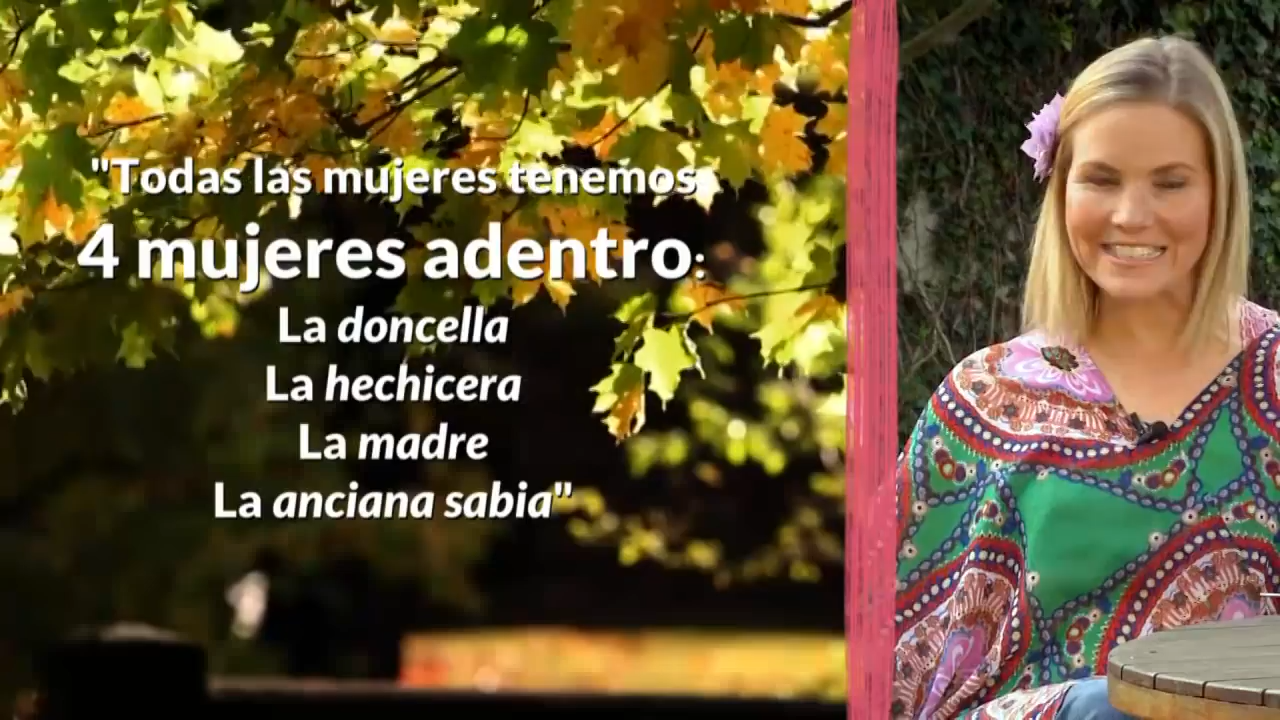 "Todas las mujeres tenemos
4 mujeres adentro:
La doncella
La hechicera
La madre
La anciana sabia"